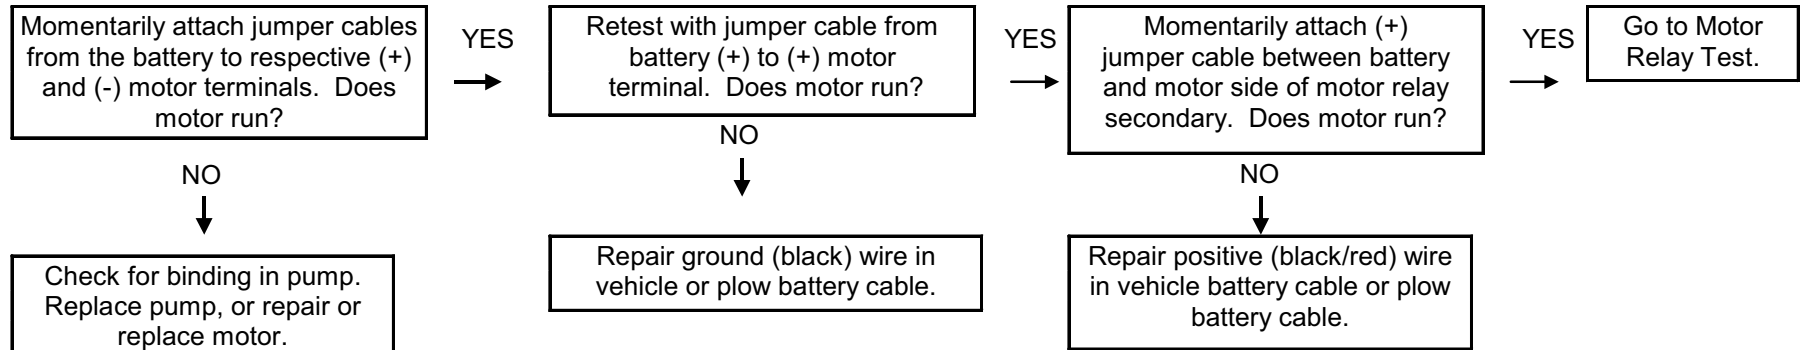 Momentarily attach jumper cables
from the battery to respective (+)
and (-) motor terminals.  Does
motor run?
YES
Retest with jumper cable from
battery (+) to (+) motor
terminal.  Does motor run?
YES
Momentarily attach (+)
jumper cable between battery
and motor side of motor relay
secondary.  Does motor run?
YES
Go to Motor
Relay Test.
NO
NO
NO
Check for binding in pump.
Replace pump, or repair or
replace motor.
Repair ground (black) wire in
vehicle or plow battery cable.
Repair positive (black/red) wire
in vehicle battery cable or plow
battery cable.